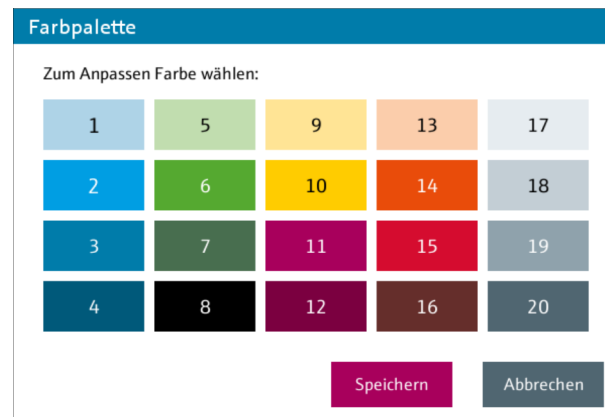 Farbpalette
Zum Anpassen Farbe wählen:
1 5 9 13 17
2 6 10 14 18
3 7 11 15 19
4 8 12 16 20
Speichern Abbrechen